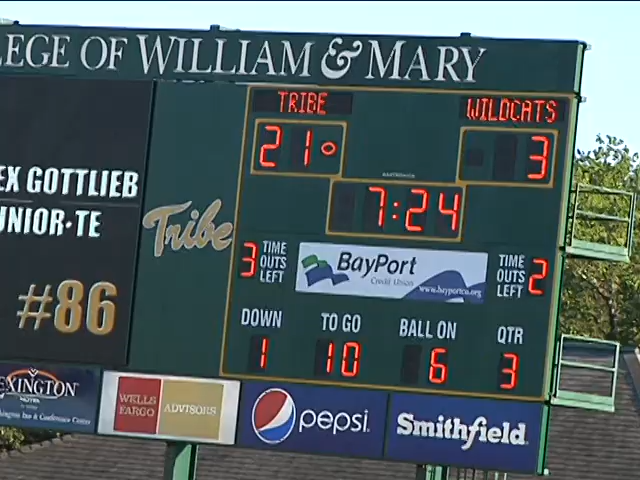 LEGE OF WILLIAM & MARY
TRIBE
WILDCATS
21
3
7:24
EX GOTTLIEB
UNIOR·TE
#86
Tribe
3 TIME OUTS LEFT
BayPort
Credit Union
www.bayportcu.org
TIME OUTS LEFT 2
DOWN TO GO BALL ON QTR
1 10 6 3
EXINGTON
WELLS FARGO ADVISORS
pepsi
Smithfield